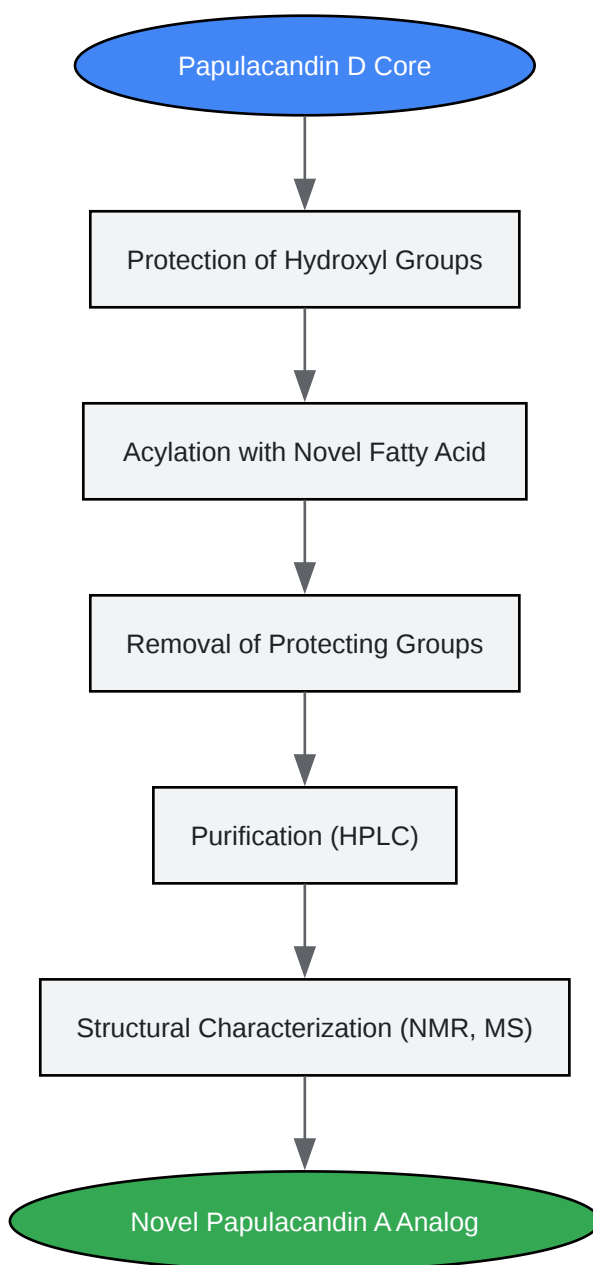 Papulacandin D Core
Protection of Hydroxyl Groups
Acylation with Novel Fatty Acid
Removal of Protecting Groups
Purification (HPLC)
Structural Characterization (NMR, MS)
Novel Papulacandin A Analog